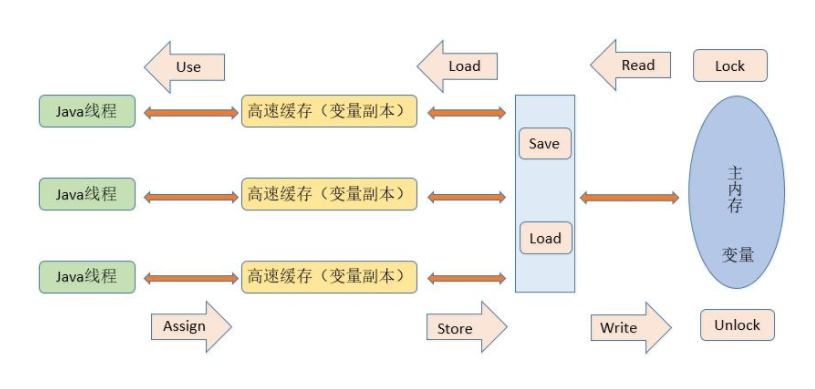 Use
Load
Read
Lock
Java线程
高速缓存（变量副本）
Save
Java线程
高速缓存（变量副本）
主内存
Load
变量
Java线程
高速缓存（变量副本）
Assign
Store
Write
Unlock